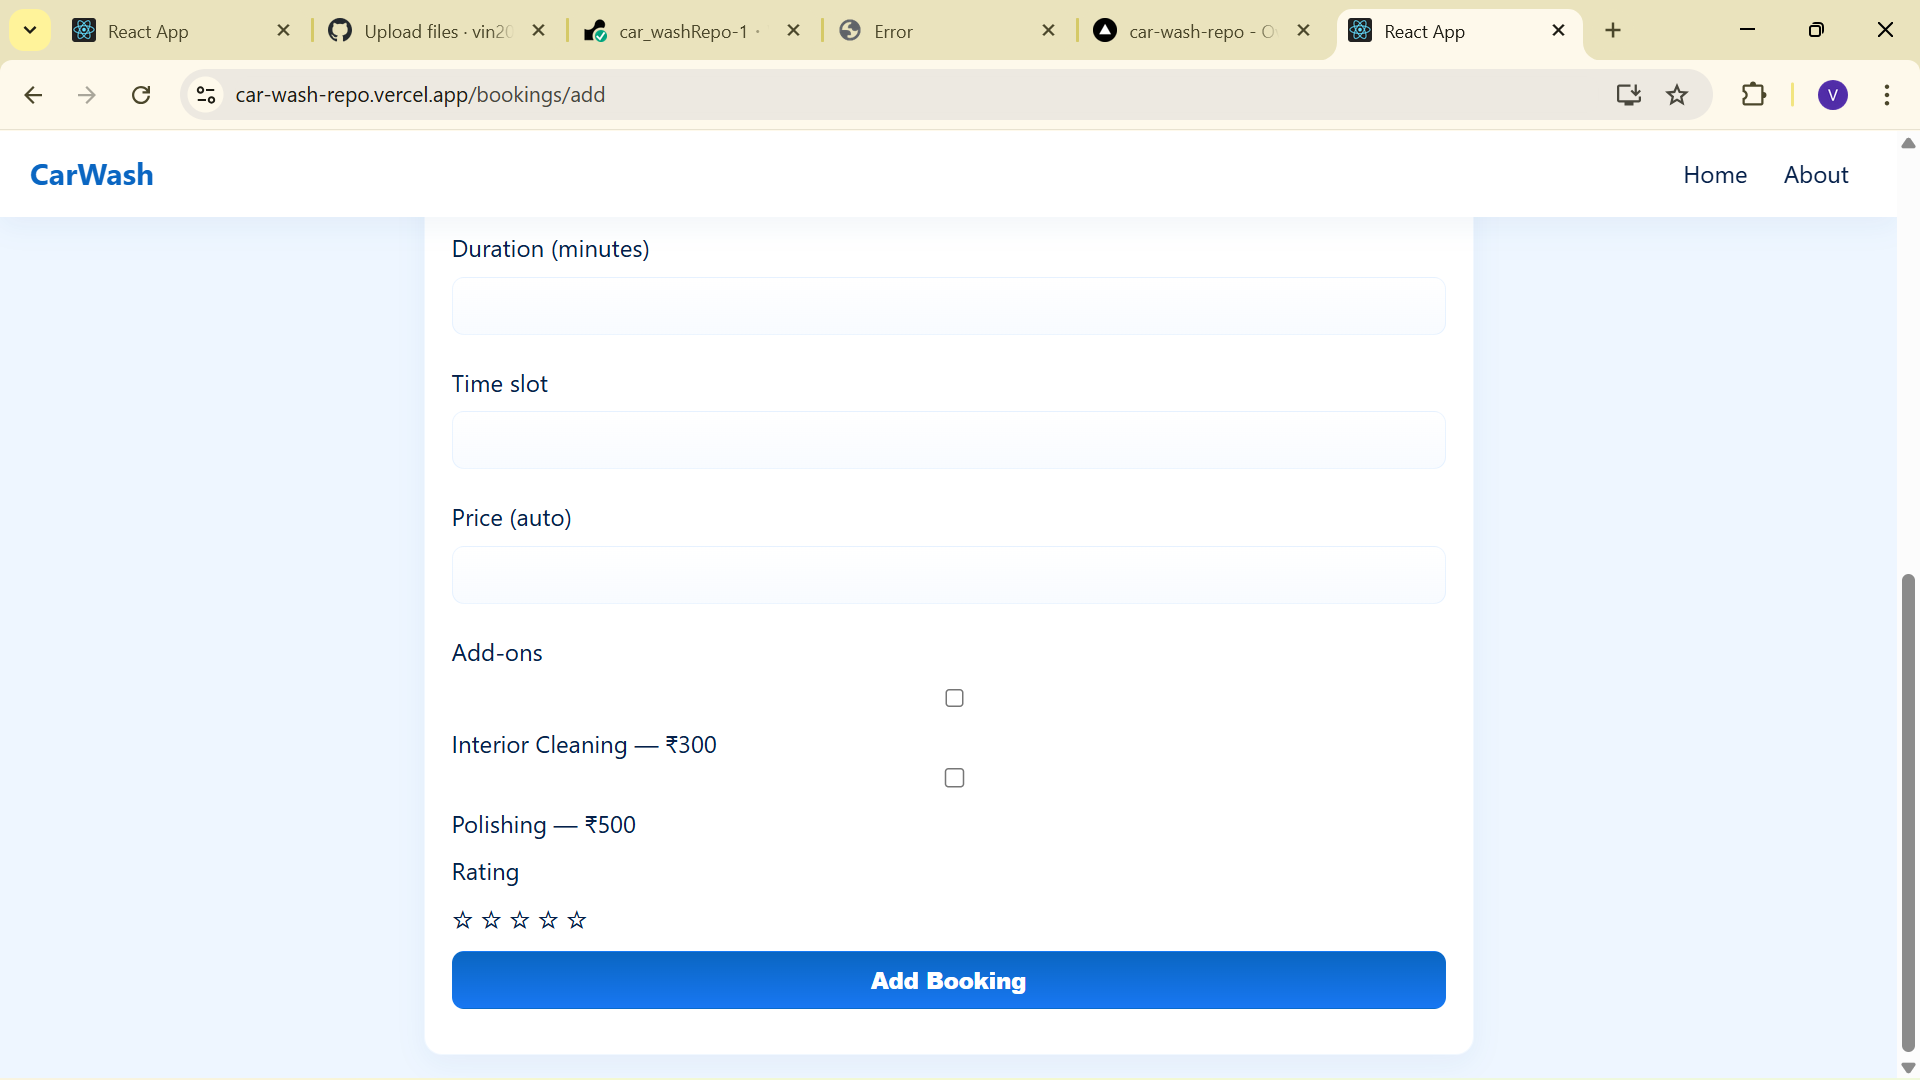 React App
Upload files · vin20
car_washRepo-1 ·
Error
car-wash-repo - O
React App
car-wash-repo.vercel.app/bookings/add
V
CarWash
Home
About
Duration (minutes)
Time slot
Price (auto)
Add-ons
Interior Cleaning — ₹300
Polishing — ₹500
Rating
☆ ☆ ☆ ☆ ☆
Add Booking